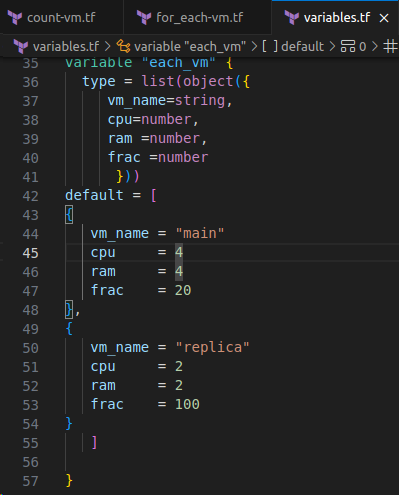 count-vm.tf for_each-vm.tf variables.tf ×
variables.tf > variable "each_vm" > [ ] default > 0 >
35 variable "each_vm" {
36 type = list(object({
37 vm_name=string,
38 cpu=number,
39 ram =number,
40 frac =number
41 }))
42 default = [
43 {
44 vm_name = "main"
45 cpu = 4
46 ram = 4
47 frac = 20
48 },
49 {
50 vm_name = "replica"
51 cpu = 2
52 ram = 2
53 frac = 100
54 }
55 ]
56
57 }